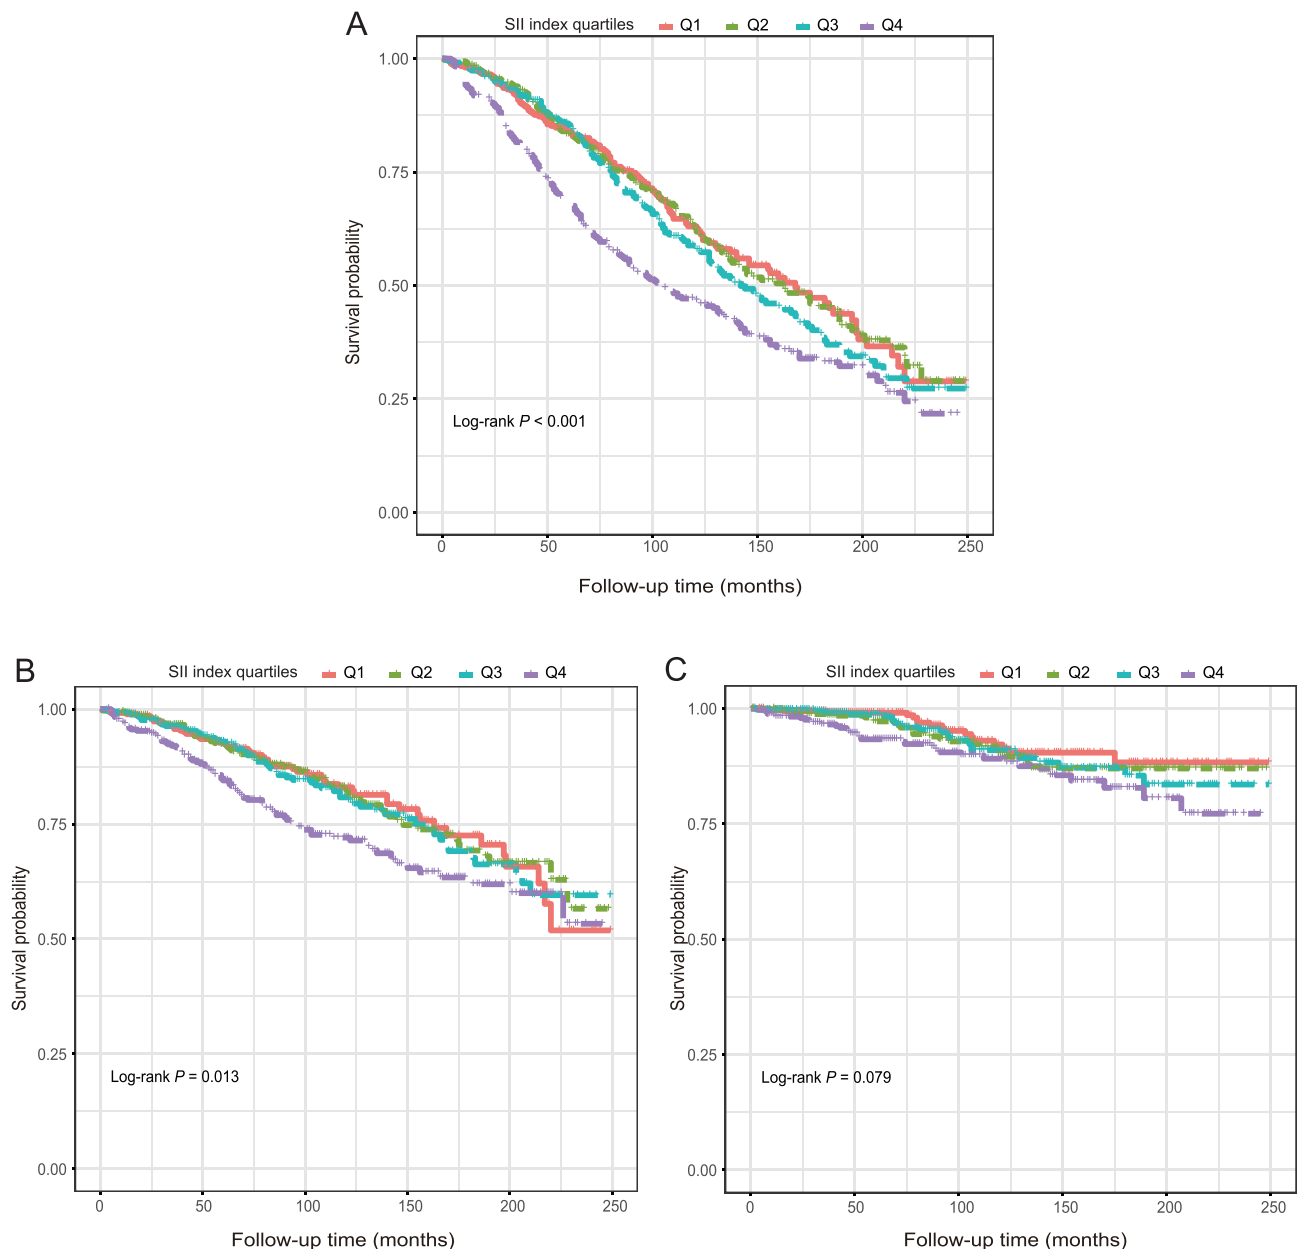 A
SII index quartiles Q1 Q2 Q3 Q4
1.00
0.75
0.50
0.25
0.00
Survival probability
Log-rank P < 0.001
0 50 100 150 200 250
Follow-up time (months)
B
SII index quartiles Q1 Q2 Q3 Q4
1.00
0.75
0.50
0.25
0.00
Survival probability
Log-rank P = 0.013
0 50 100 150 200 250
Follow-up time (months)
C
SII index quartiles Q1 Q2 Q3 Q4
1.00
0.75
0.50
0.25
0.00
Survival probability
Log-rank P = 0.079
0 50 100 150 200 250
Follow-up time (months)